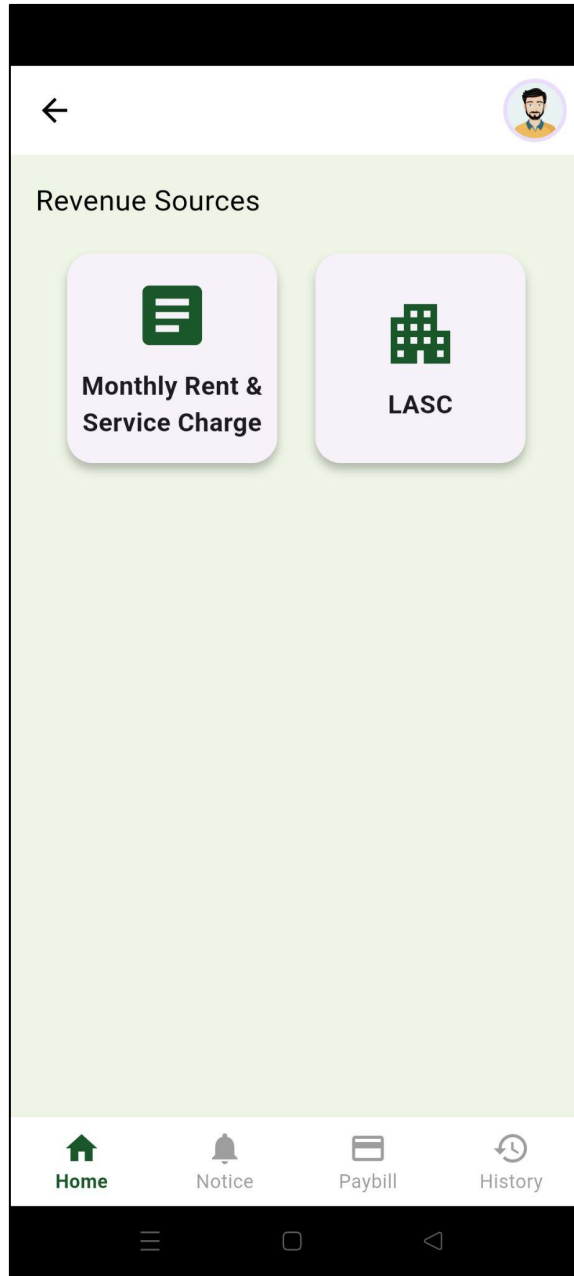 Revenue Sources
Monthly Rent &
Service Charge
LASC
Home
Notice
Paybill
History